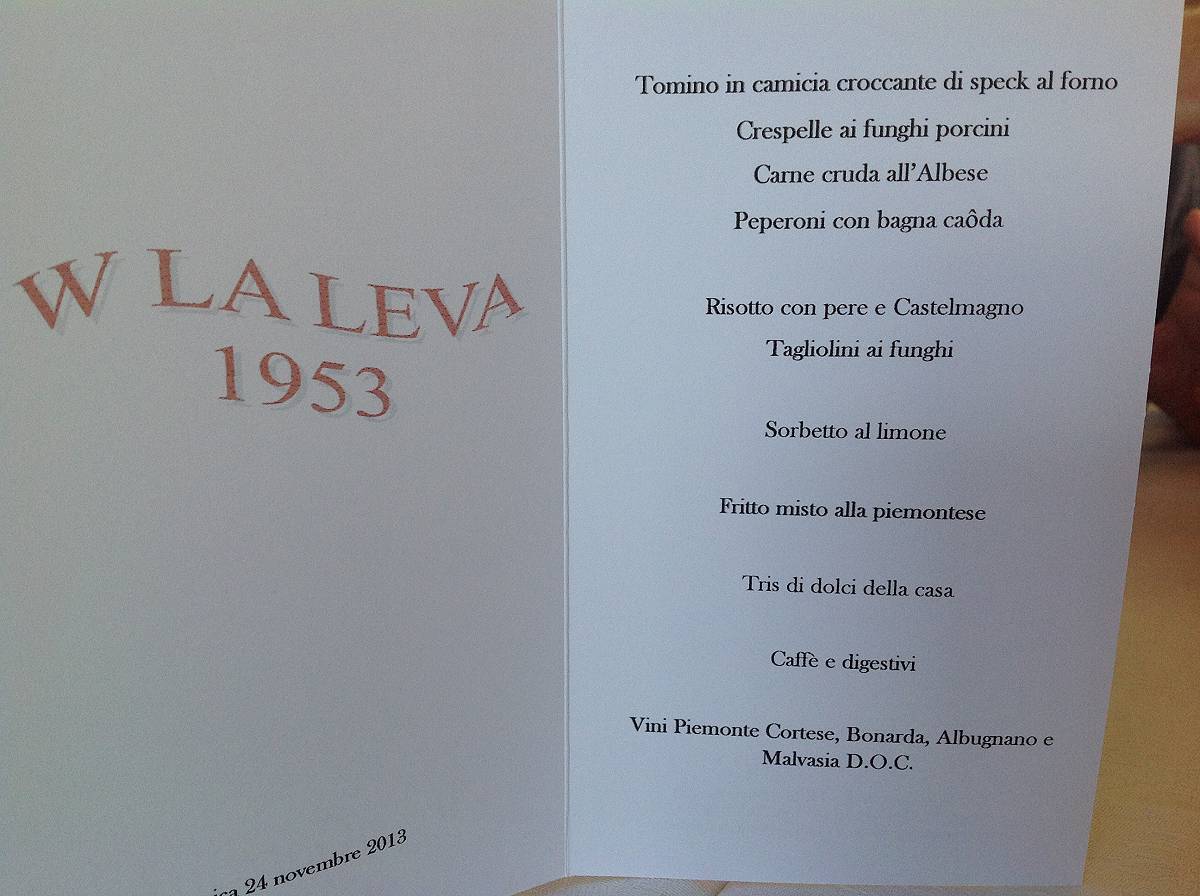 W LA LEVA
1953
24 novembre 2013
Tomino in camicia croccante di speck al forno
Crespelle ai funghi porcini
Carne cruda all'Albese
Peperoni con bagna caôda
Risotto con pere e Castelmagno
Tagliolini ai funghi
Sorbetto al limone
Fritto misto alla piemontese
Tris di dolci della casa
Caffè e digestivi
Vini Piemonte Cortese, Bonarda, Albugnano e
Malvasia D.O.C.